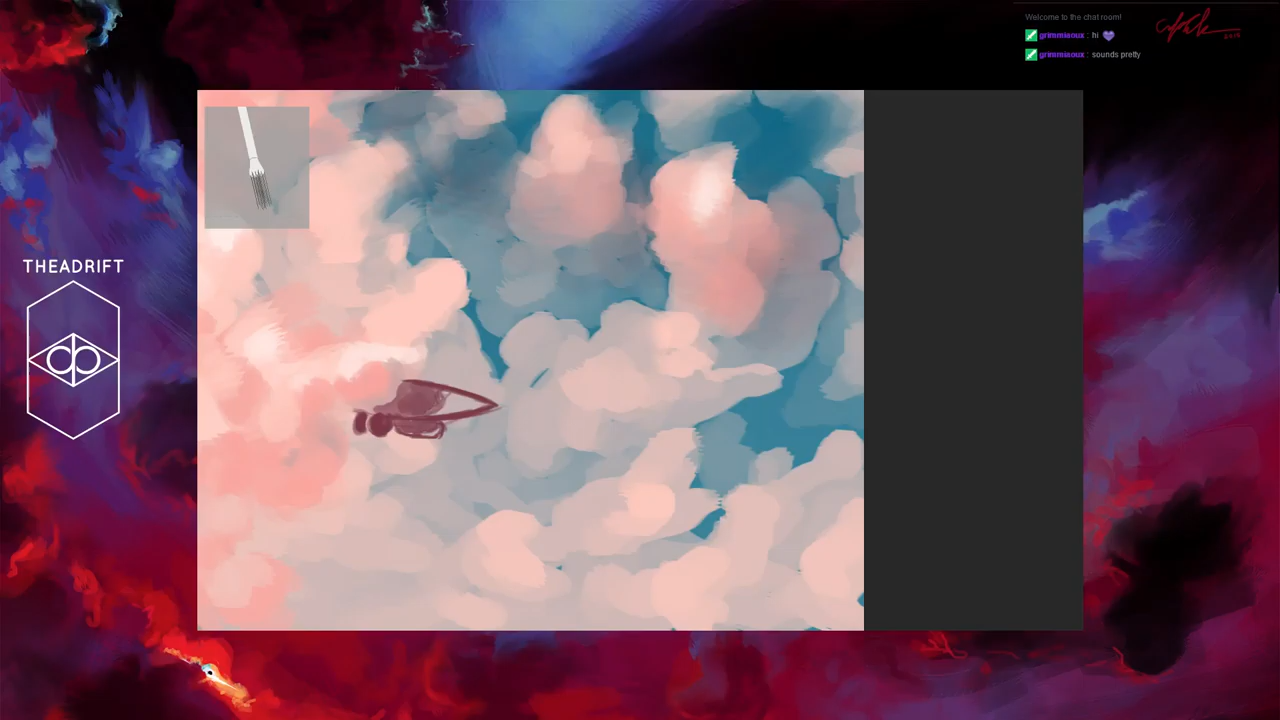 Welcome to the chat room!
grimmiaoux : hi
grimmiaoux : sounds pretty
THEADRIFT